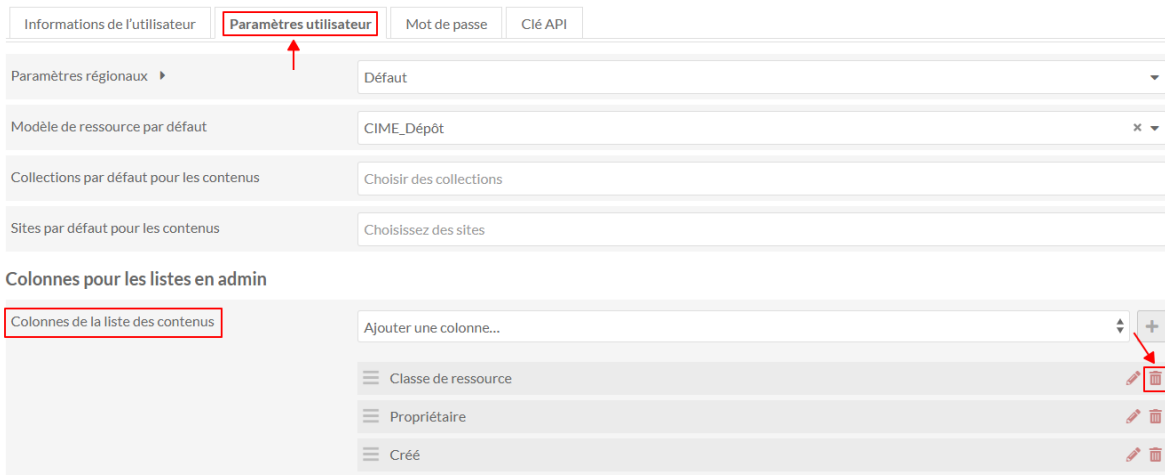 Informations de l'utilisateur Paramètres utilisateur Mot de passe Clé API
Paramètres régionaux Défaut
Modèle de ressource par défaut CIME_Dépôt
Collections par défaut pour les contenus Choisir des collections
Sites par défaut pour les contenus Choisissez des sites
Colonnes pour les listes en admin
Colonnes de la liste des contenus Ajouter une colonne...
Classe de ressource
Propriétaire
Créé